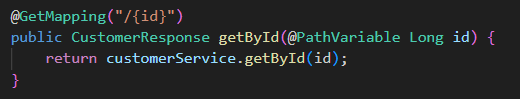 @GetMapping("/{id}")
public CustomerResponse getById(@PathVariable Long id) {
    return customerService.getById(id);
}